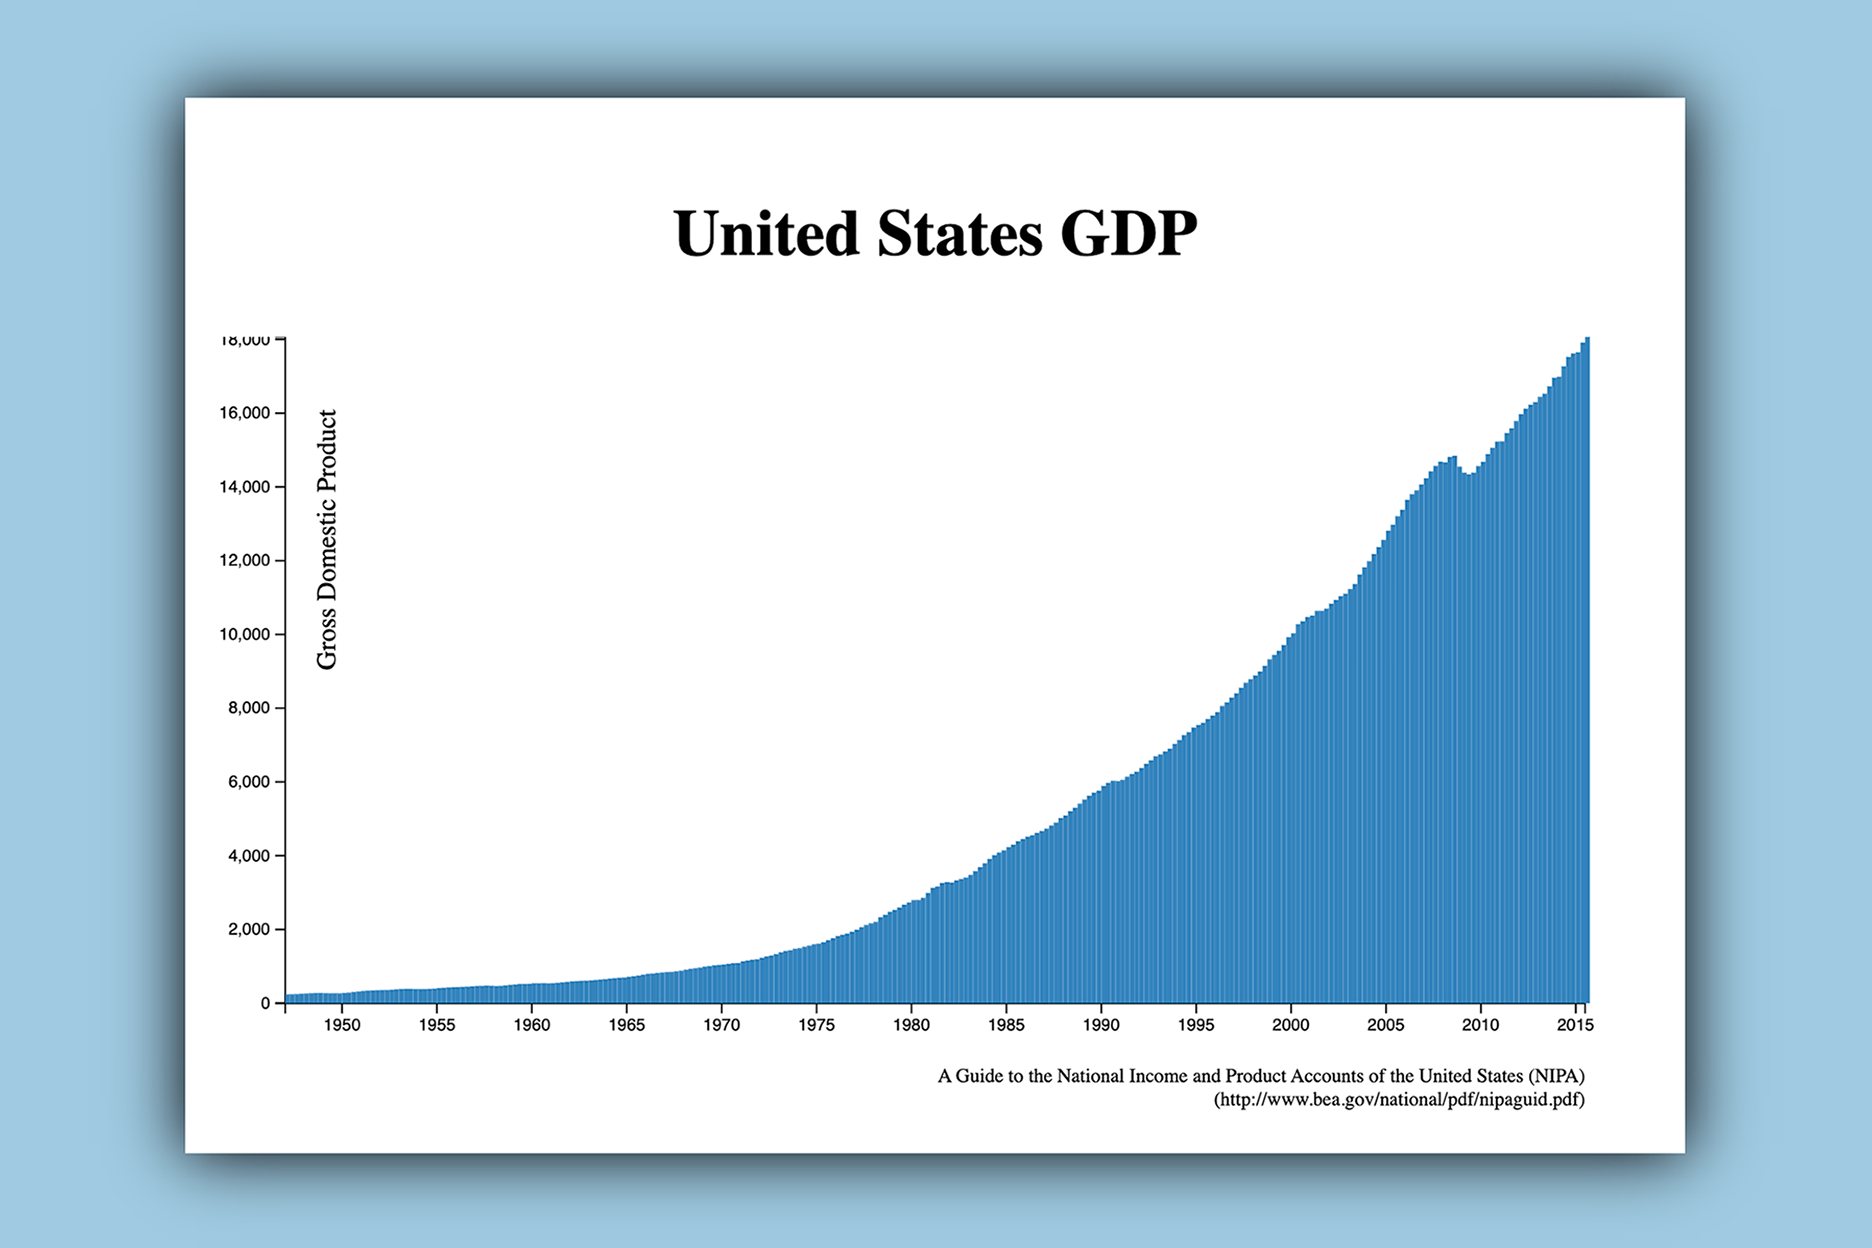 United States GDP
18,000
16,000
14,000
12,000
10,000
8,000
6,000
4,000
2,000
0
Gross Domestic Product
1950 1955 1960 1965 1970 1975 1980 1985 1990 1995 2000 2005 2010 2015
A Guide to the National Income and Product Accounts of the United States (NIPA)
(http://www.bea.gov/national/pdf/nipaguid.pdf)